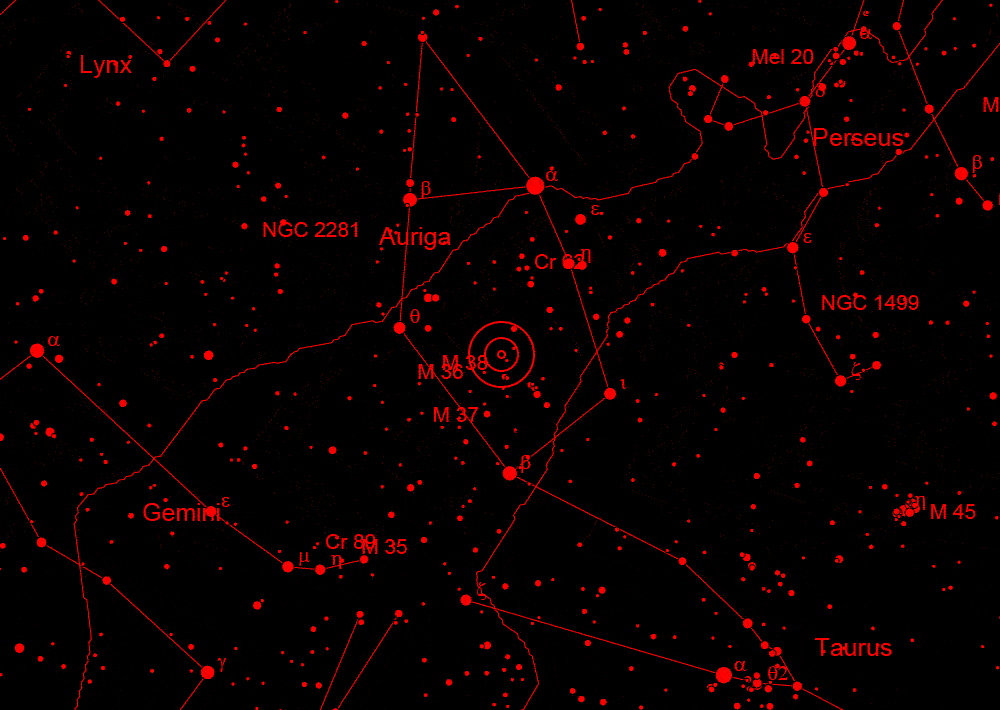 α
Mel 20
Lynx
δ
M
Perseus
β
α
β
ε
NGC 2281
Auriga
ε
Cr 62
η
NGC 1499
θ
α
M 38
M 36
ζ
ι
M 37
β
ε
Gemini
η
M 45
Cr 89
M 35
μ
η
ζ
Taurus
γ
α
θ2